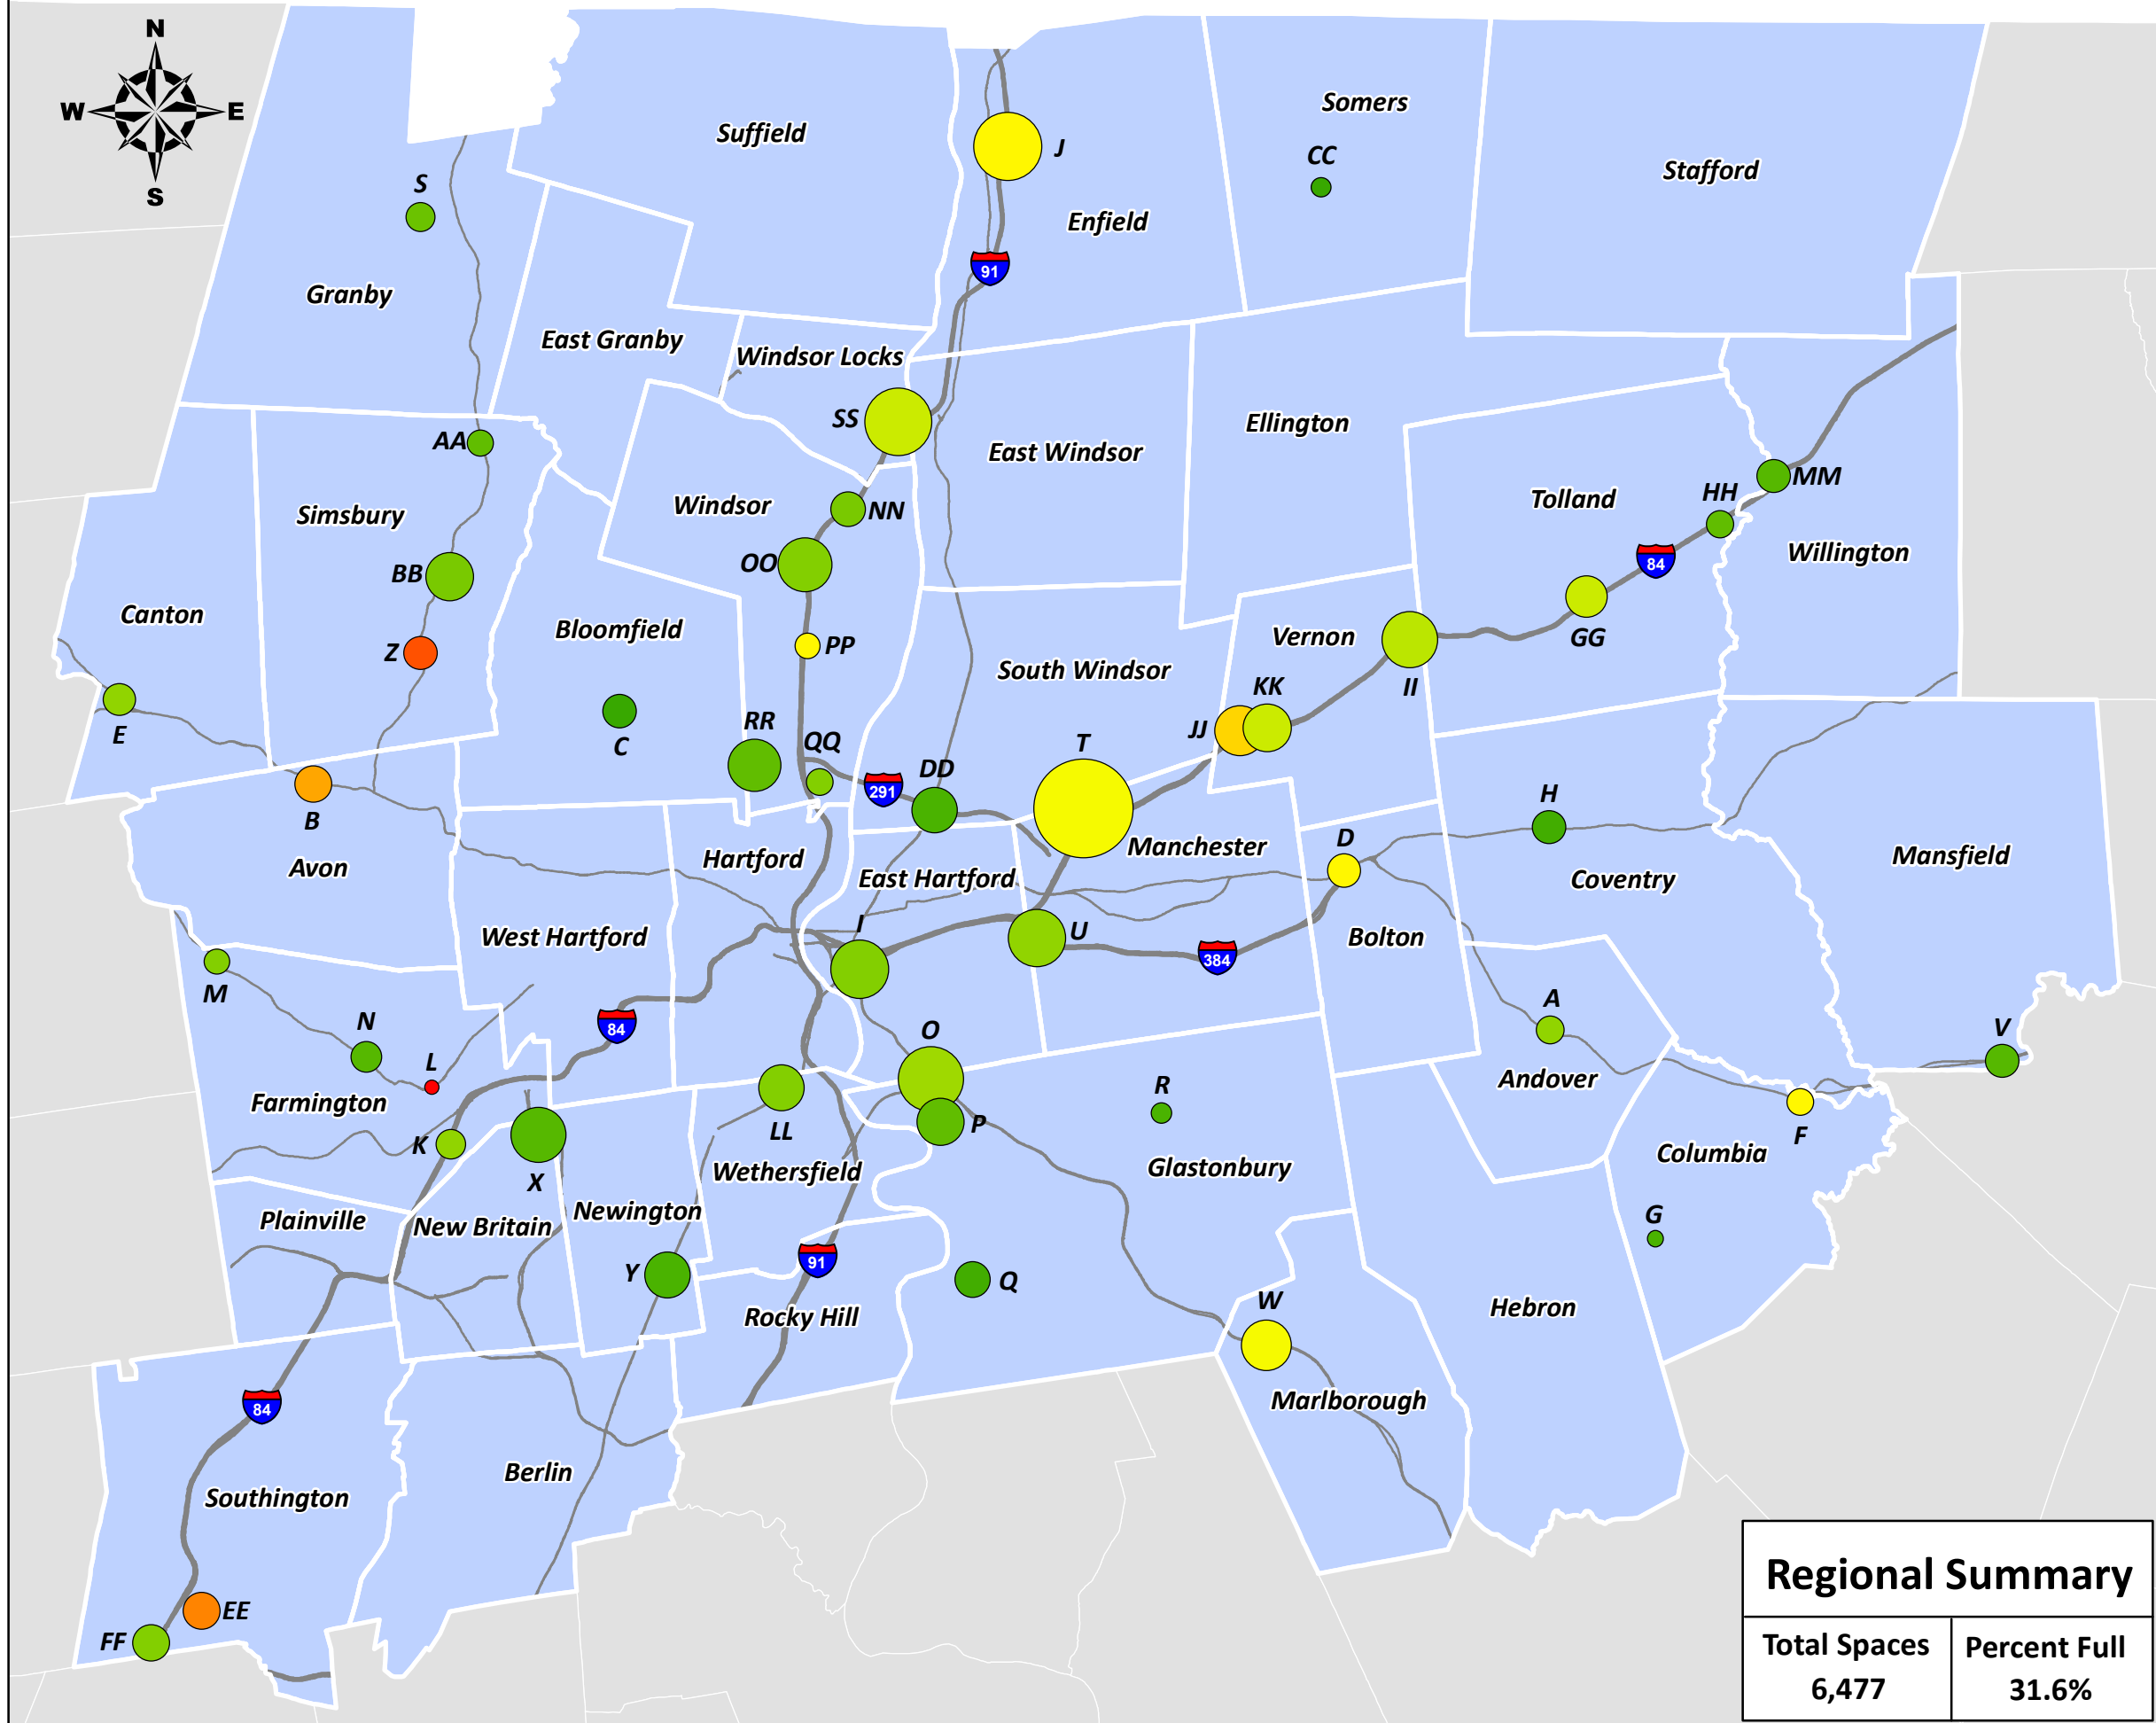 N
W E
S
Somers
CC
Suffield
J
Stafford
S
Enfield
91
Granby
East Granby
Windsor Locks
SS
Ellington
AA
East Windsor
MM
HH
Tolland
Windsor
NN
Simsbury
Willington
OO
84
BB
Canton
Bloomfield
Vernon
GG
PP
Z
South Windsor
KK
II
RR
JJ
E
C
QQ
T
DD
291
H
B
D
Manchester
Hartford
Mansfield
Avon
East Hartford
Coventry
I
U
West Hartford
Bolton
384
M
A
N
84
O
V
L
R
Andover
Farmington
P
LL
F
K
Columbia
Glastonbury
Wethersfield
X
Newington
G
Plainville
New Britain
91
Y
Q
W
Hebron
Rocky Hill
Marlborough
84
Berlin
Southington
EE
FF
Regional Summary
Total Spaces Percent Full
6,477 31.6%